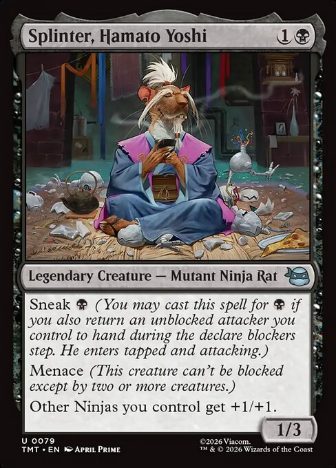 Splinter, Hamato Yoshi 1
Legendary Creature — Mutant Ninja Rat
Sneak (You may cast this spell for if
you also return an unblocked attacker you
control to hand during the declare blockers
step. He enters tapped and attacking.)
Menace (This creature can't be blocked
except by two or more creatures.)
Other Ninjas you control get +1/+1.
1/3
U 0079
TMT • EN April Prime
©2026 Viacom.
™ & © 2026 Wizards of the Coast